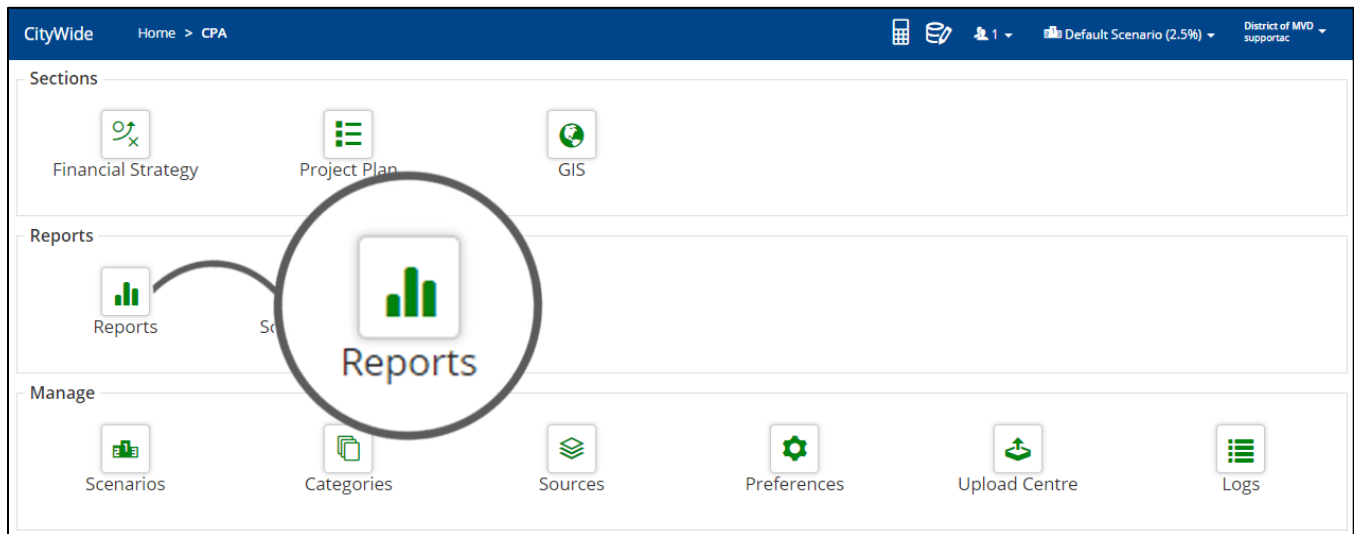 CityWide Home > CPA 1 Default Scenario (2.5%) District of MVD
supportac
Sections
Financial Strategy Project Plan GIS
Reports
Reports
Reports
Manage
Scenarios Categories Sources Preferences Upload Centre Logs